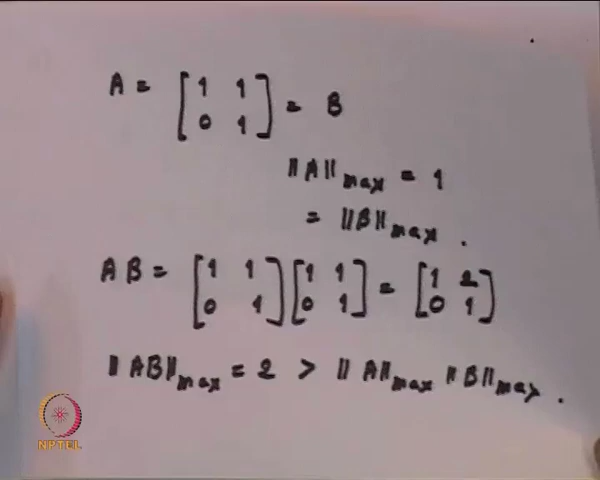 A = [1 1; 0 1] = B
||A||max = 1
= ||B||max.
AB = [1 1; 0 1] [1 1; 0 1] = [1 2; 0 1]
||AB||max = 2 > ||A||max ||B||max.
NPTEL